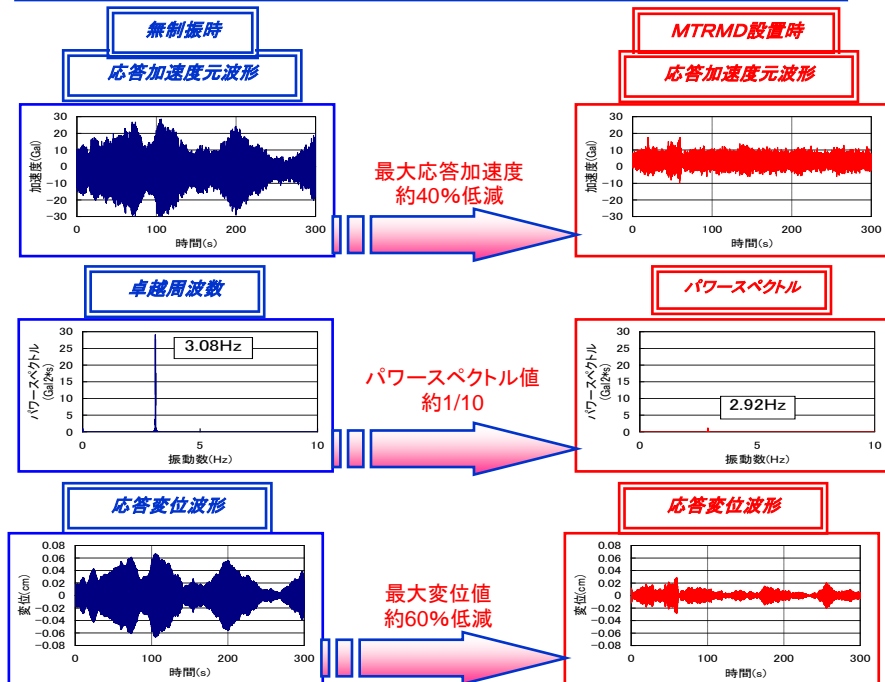 無制振時
応答加速度元波形
MTRMD設置時
応答加速度元波形
加速度(Gal)
30
20
10
0
-10
-20
-30
0
100
200
300
時間(s)
最大応答加速度
約40%低減
加速度(Gal)
30
20
10
0
-10
-20
-30
0
100
200
300
時間(s)
卓越周波数
パワースペクトル
パワースペクトル
(Gal2*s)
30
25
20
15
10
5
0
3.08Hz
0
5
10
振動数(Hz)
パワースペクトル値
約1/10
パワースペクトル
(Gal2*s)
30
25
20
15
10
5
0
2.92Hz
0
5
10
振動数(Hz)
応答変位波形
応答変位波形
変位(cm)
0.08
0.06
0.04
0.02
0
-0.02
-0.04
-0.06
-0.08
0
100
200
300
時間(s)
最大変位値
約60%低減
変位(cm)
0.08
0.06
0.04
0.02
0
-0.02
-0.04
-0.06
-0.08
0
100
200
300
時間(s)